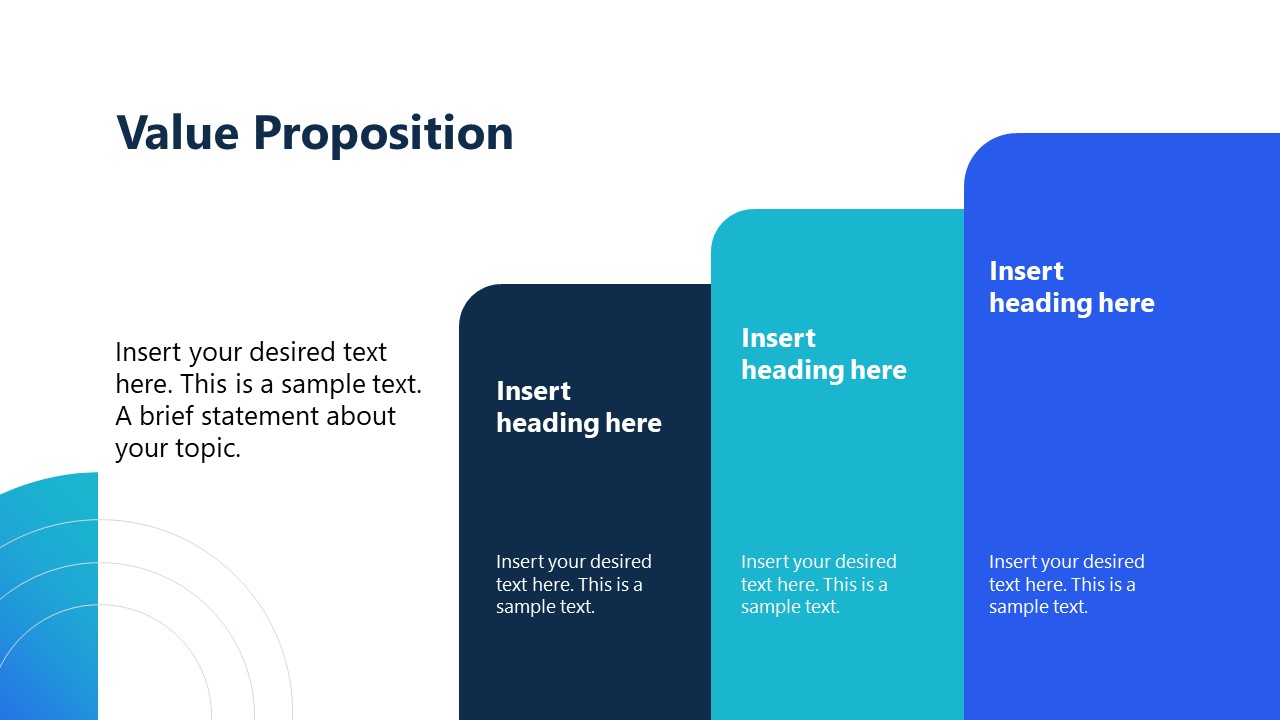 Value Proposition
Insert your desired text
here. This is a sample text.
A brief statement about
your topic.
Insert
heading here
Insert your desired
text here. This is a
sample text.
Insert
heading here
Insert your desired
text here. This is a
sample text.
Insert
heading here
Insert your desired
text here. This is a
sample text.